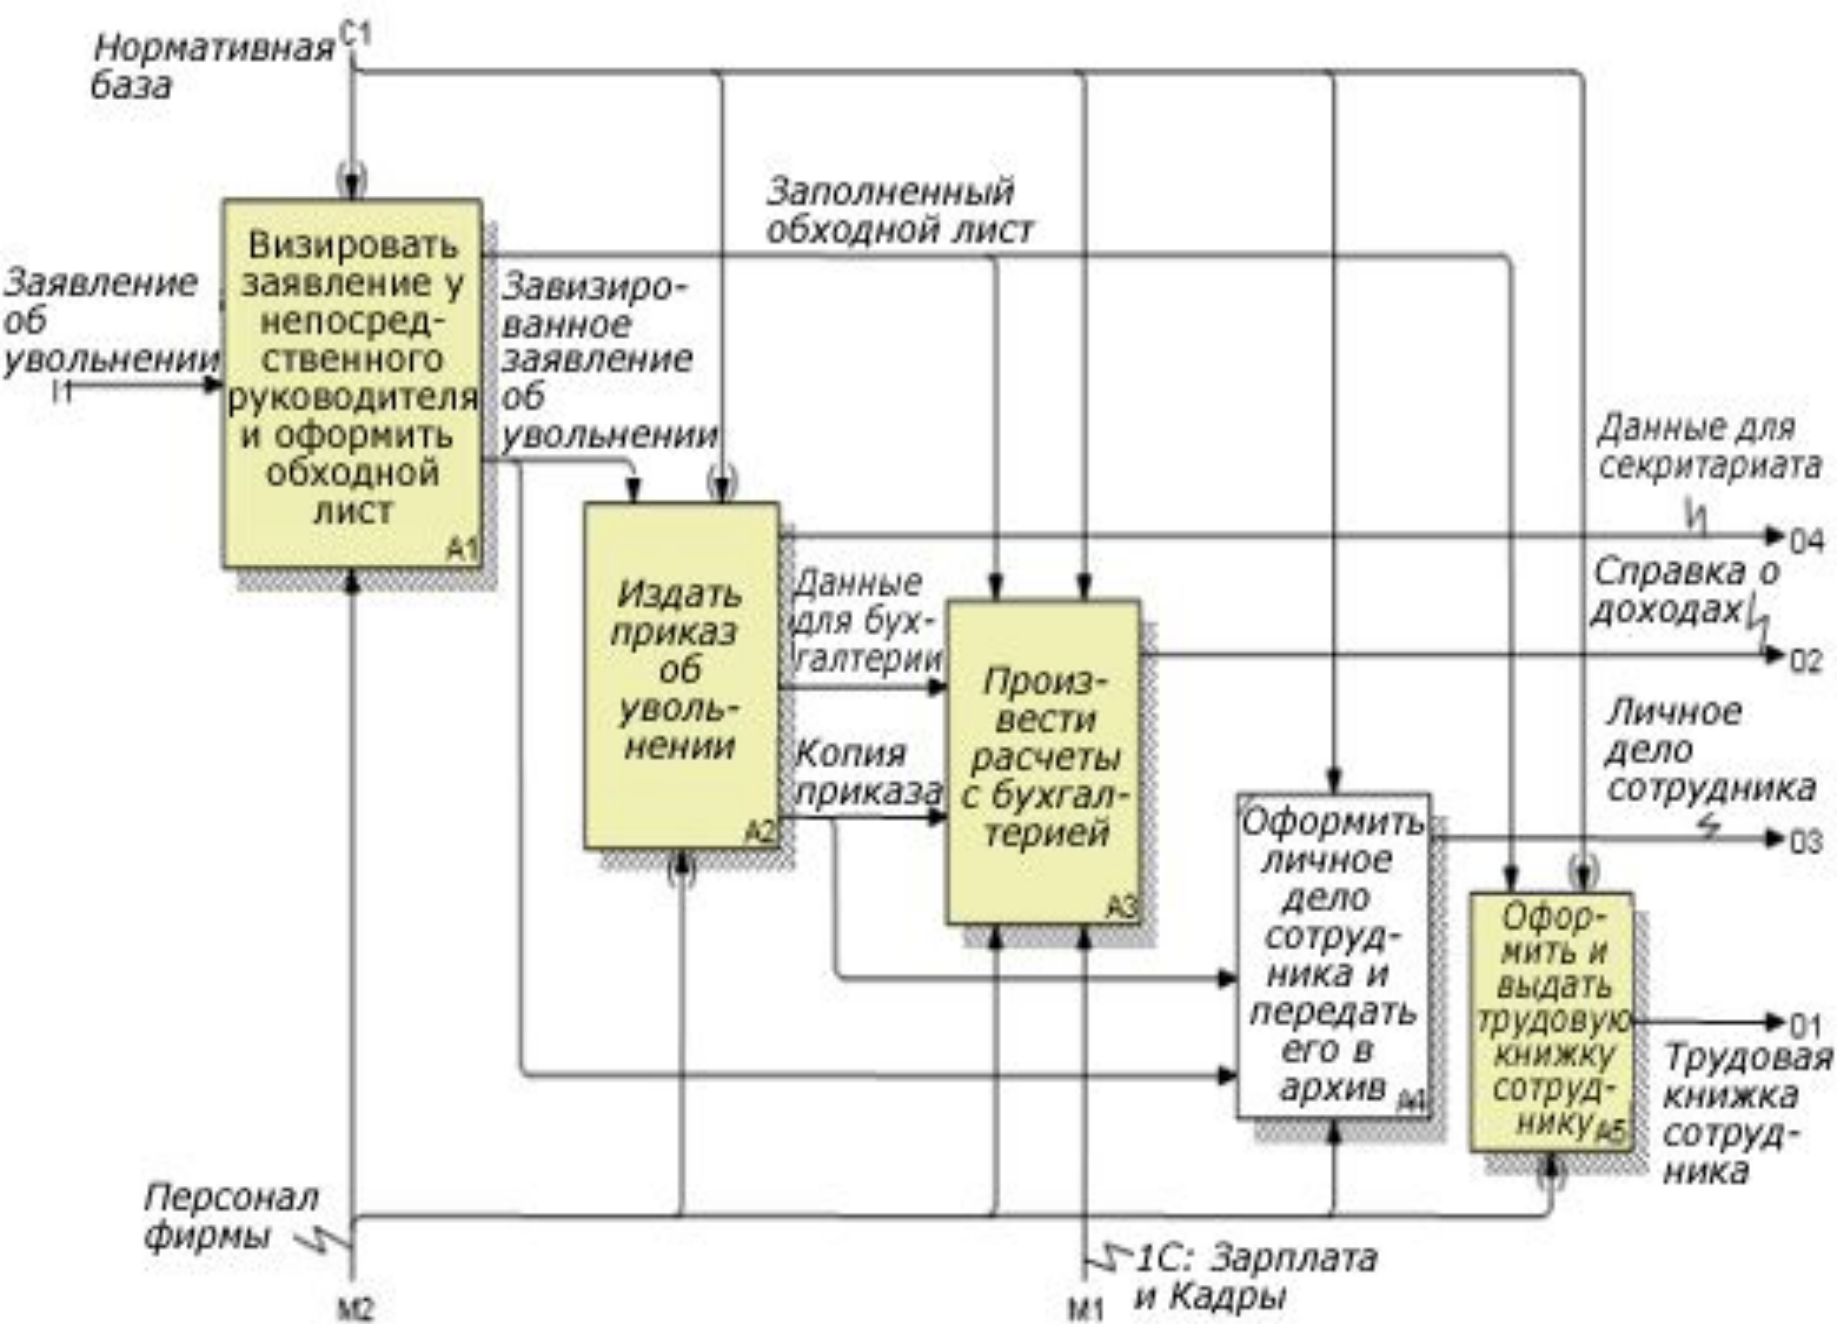 C1
Нормативная
база
Заполненный
обходной лист
Заявление
об
увольнении
I1
Визировать
заявление у
непосред-
ственного
руководителя
и оформить
обходной
лист
A1
Завизиро-
ванное
заявление
об
увольнении
Данные для
секритариата
04
Издать
приказ
об
уволь-
нении
A2
Данные
для бух-
галтерии
Копия
приказа
Справка о
доходах
02
Произ-
вести
расчеты
с бухгал-
терией
A3
Личное
дело
сотрудника
03
Оформить
личное
дело
сотруд-
ника и
передать
его в
архив
A4
Офор-
мить и
выдать
трудовую
книжку
сотруд-
нику
A5
01
Трудовая
книжка
сотруд-
ника
Персонал
фирмы
M2
1С: Зарплата
и Кадры
M1